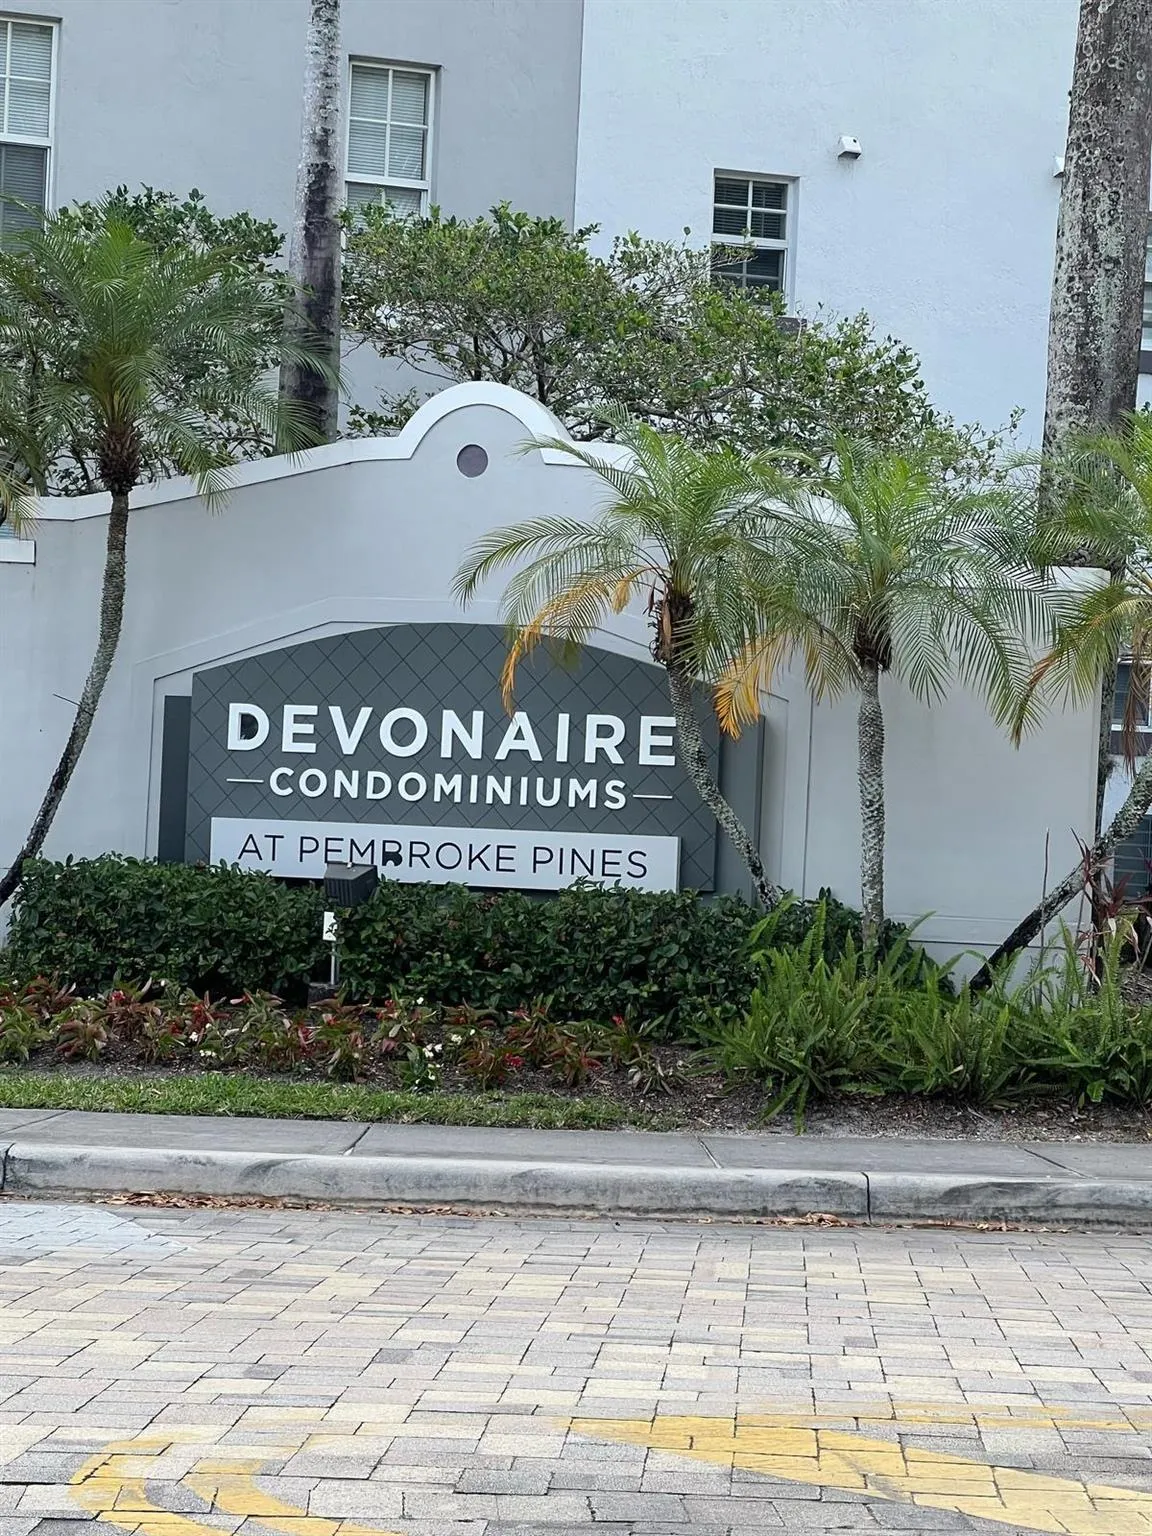 DEVONAIRE
CONDOMINIUMS
AT PEMBROKE PINES